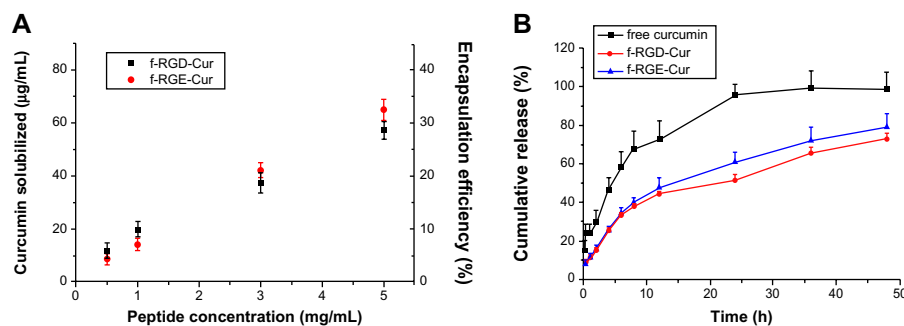 A
f-RGD-Cur
f-RGE-Cur
Curcumin solubilized (µg/mL)
80
60
40
20
0
0
1
2
3
4
5
Peptide concentration (mg/mL)
40
30
20
10
0
Encapsulation efficiency (%)
B
free curcumin
f-RGD-Cur
f-RGE-Cur
Cumulative release (%)
120
100
80
60
40
20
0
0
10
20
30
40
50
Time (h)